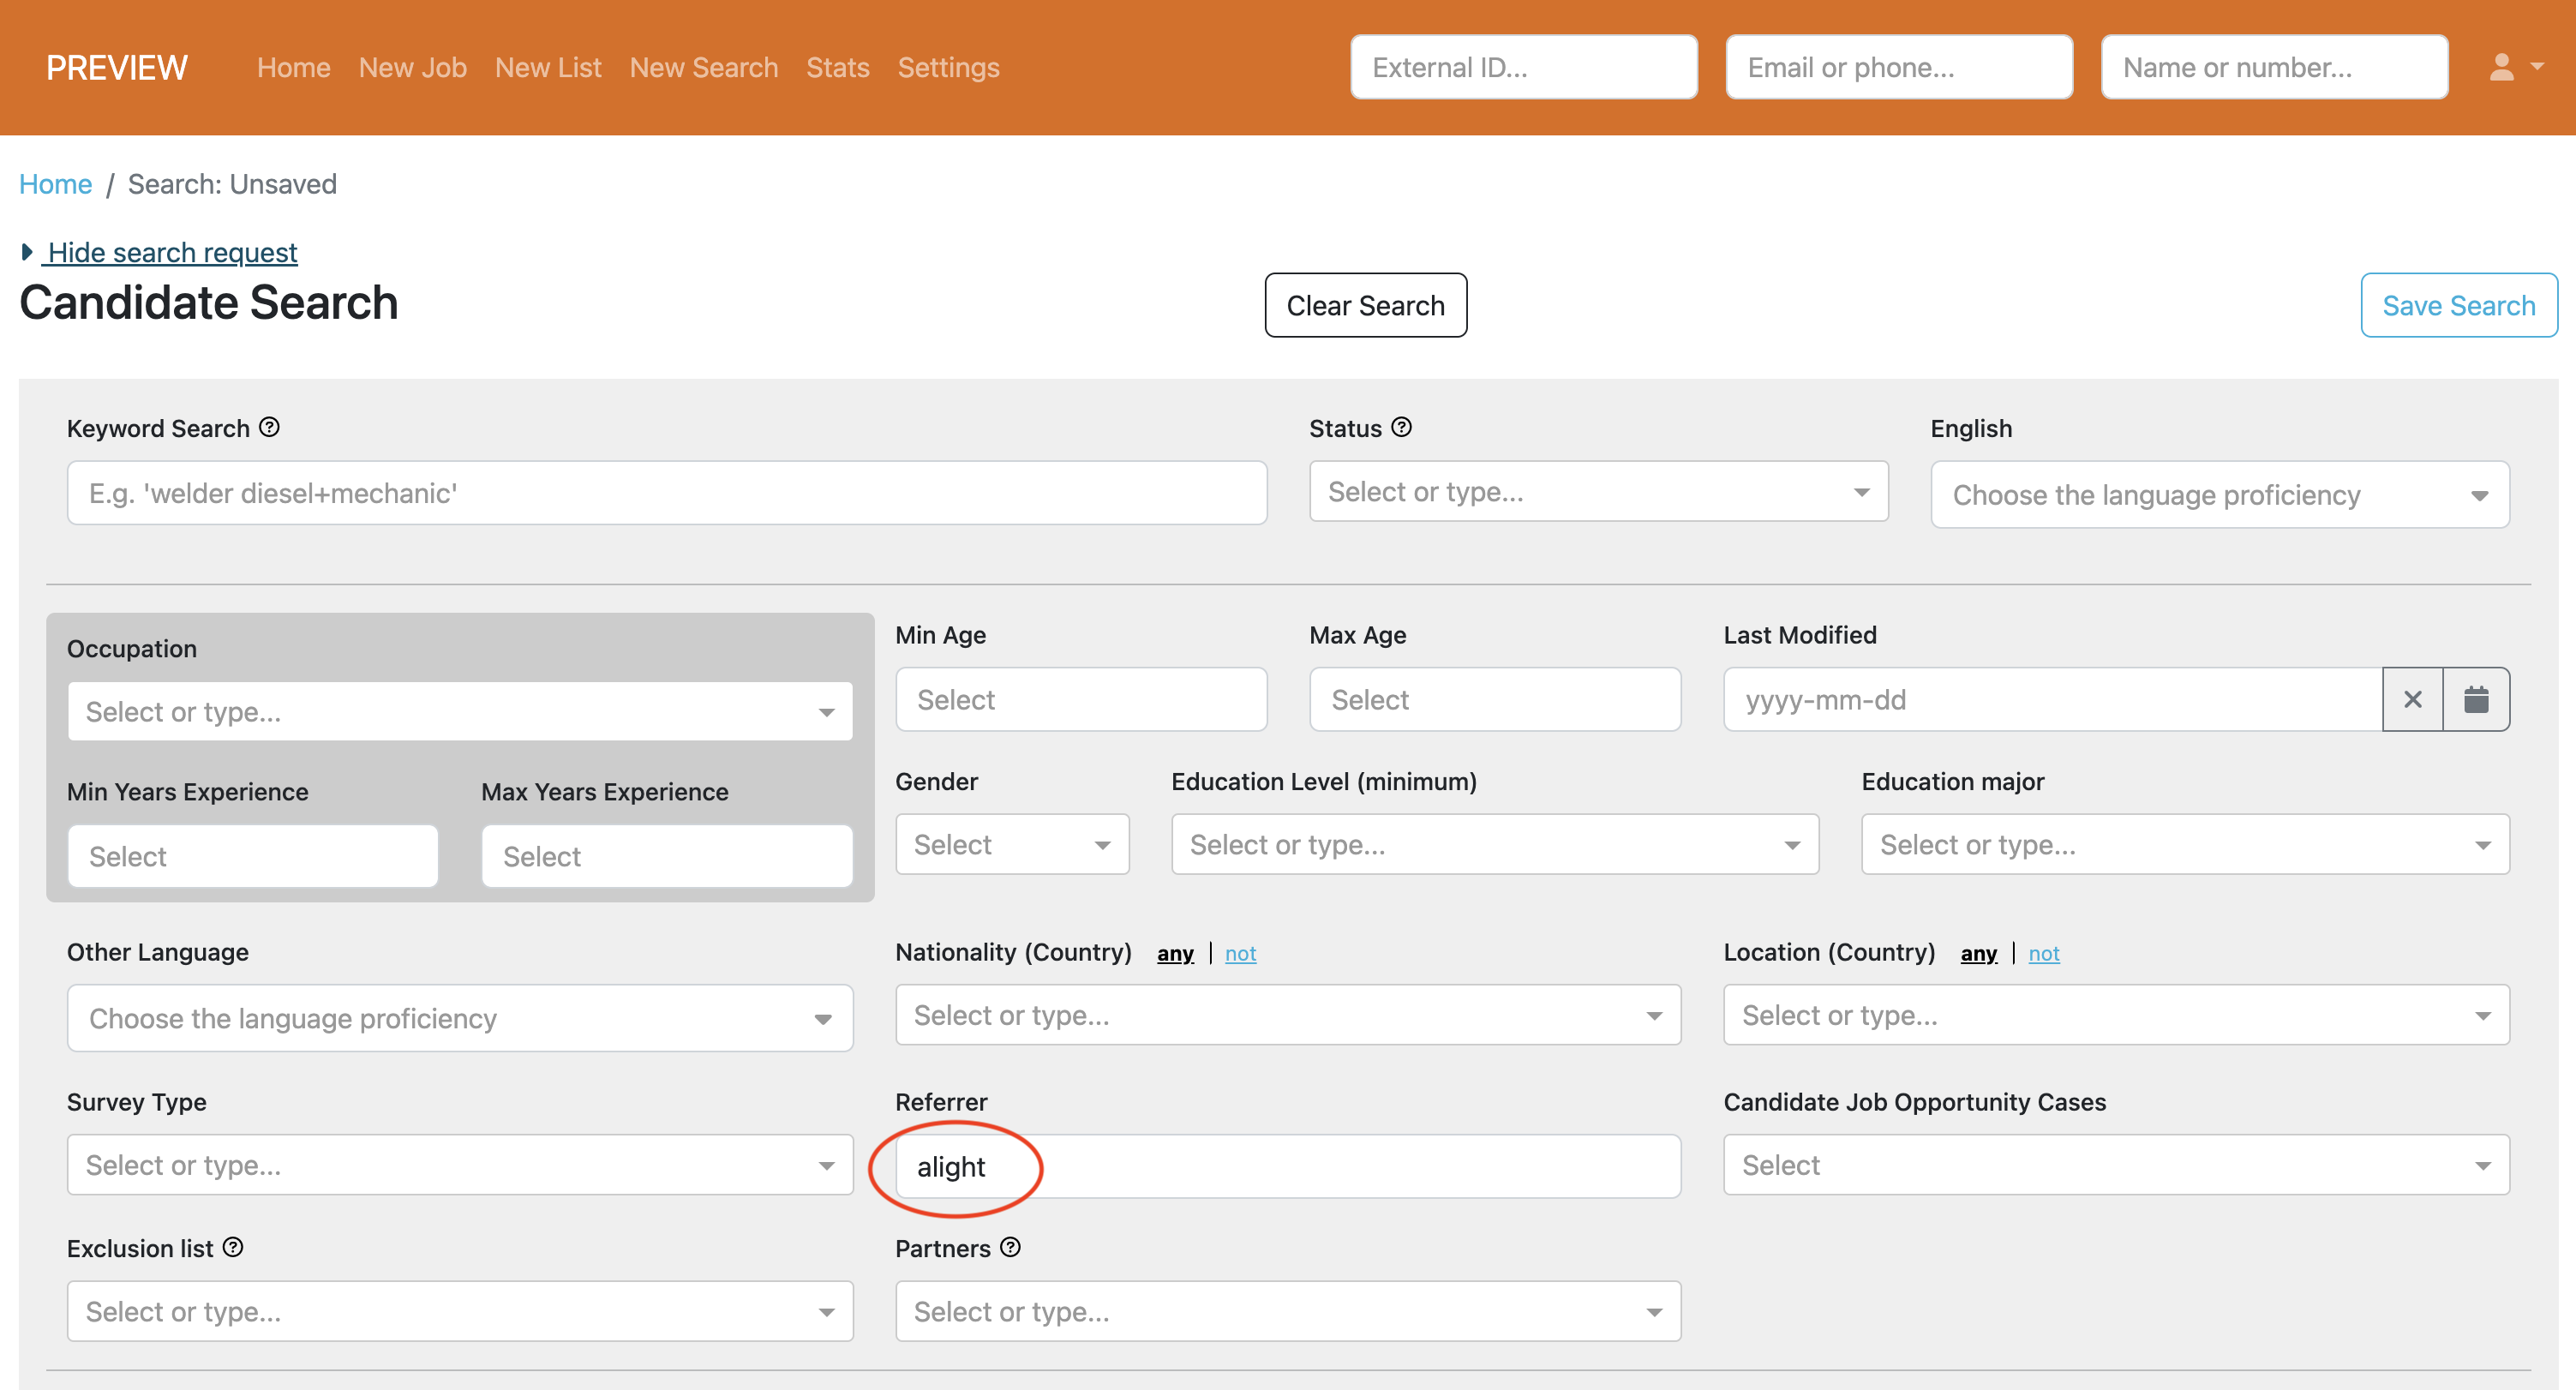 PREVIEW Home New Job New List New Search Stats Settings External ID... Email or phone... Name or number...
Home / Search: Unsaved
Hide search request
Candidate Search Clear Search Save Search
Keyword Search Status English
E.g. 'welder diesel+mechanic' Select or type... Choose the language proficiency
Occupation Min Age Max Age Last Modified
Select or type... Select Select yyyy-mm-dd
Min Years Experience Max Years Experience Gender Education Level (minimum) Education major
Select Select Select Select or type... Select or type...
Other Language Nationality (Country) any | not Location (Country) any | not
Choose the language proficiency Select or type... Select or type...
Survey Type Referrer Candidate Job Opportunity Cases
Select or type... alight Select
Exclusion list Partners
Select or type... Select or type...